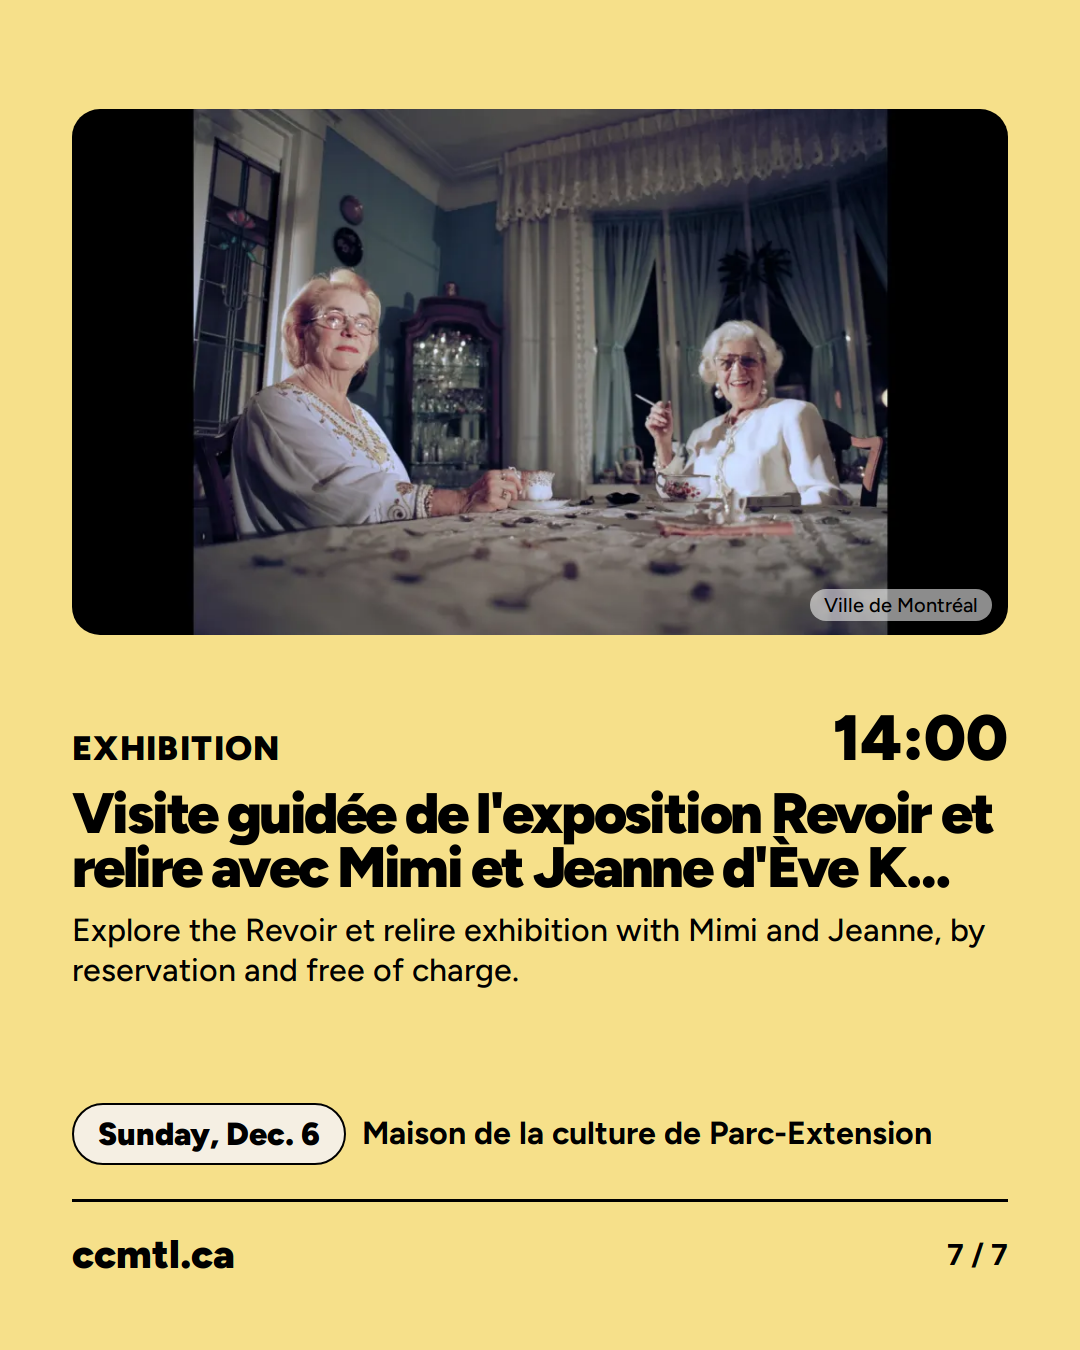 Ville de Montréal
EXHIBITION
14:00
Visite guidée de l'exposition Revoir et
relire avec Mimi et Jeanne d'Ève K...
Explore the Revoir et relire exhibition with Mimi and Jeanne, by
reservation and free of charge.
Sunday, Dec. 6
Maison de la culture de Parc-Extension
ccmtl.ca
7 / 7